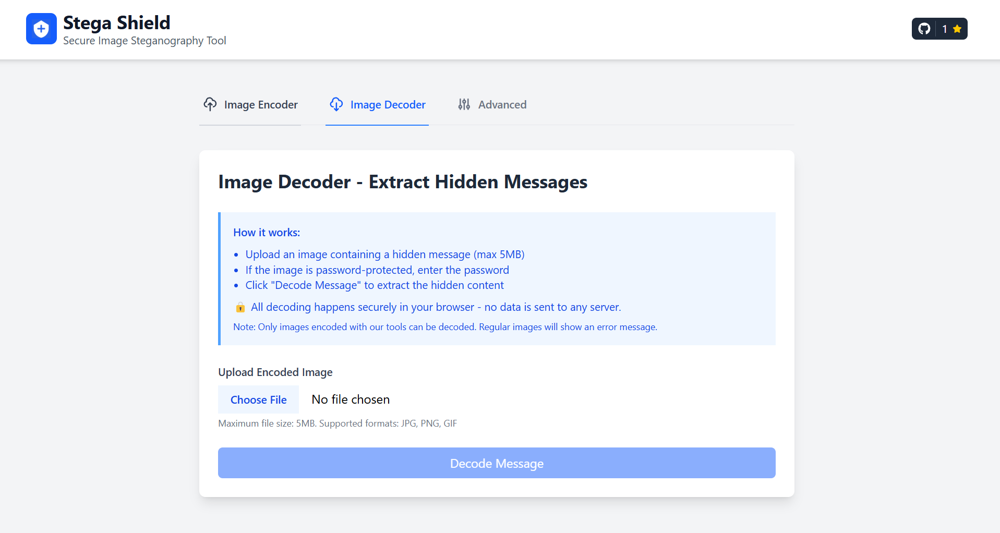 Stega Shield
Secure Image Steganography Tool
1
Image Encoder
Image Decoder
Advanced
Image Decoder - Extract Hidden Messages
How it works:
Upload an image containing a hidden message (max 5MB)
If the image is password-protected, enter the password
Click "Decode Message" to extract the hidden content
All decoding happens securely in your browser - no data is sent to any server.
Note: Only images encoded with our tools can be decoded. Regular images will show an error message.
Upload Encoded Image
Choose File No file chosen
Maximum file size: 5MB. Supported formats: JPG, PNG, GIF
Decode Message